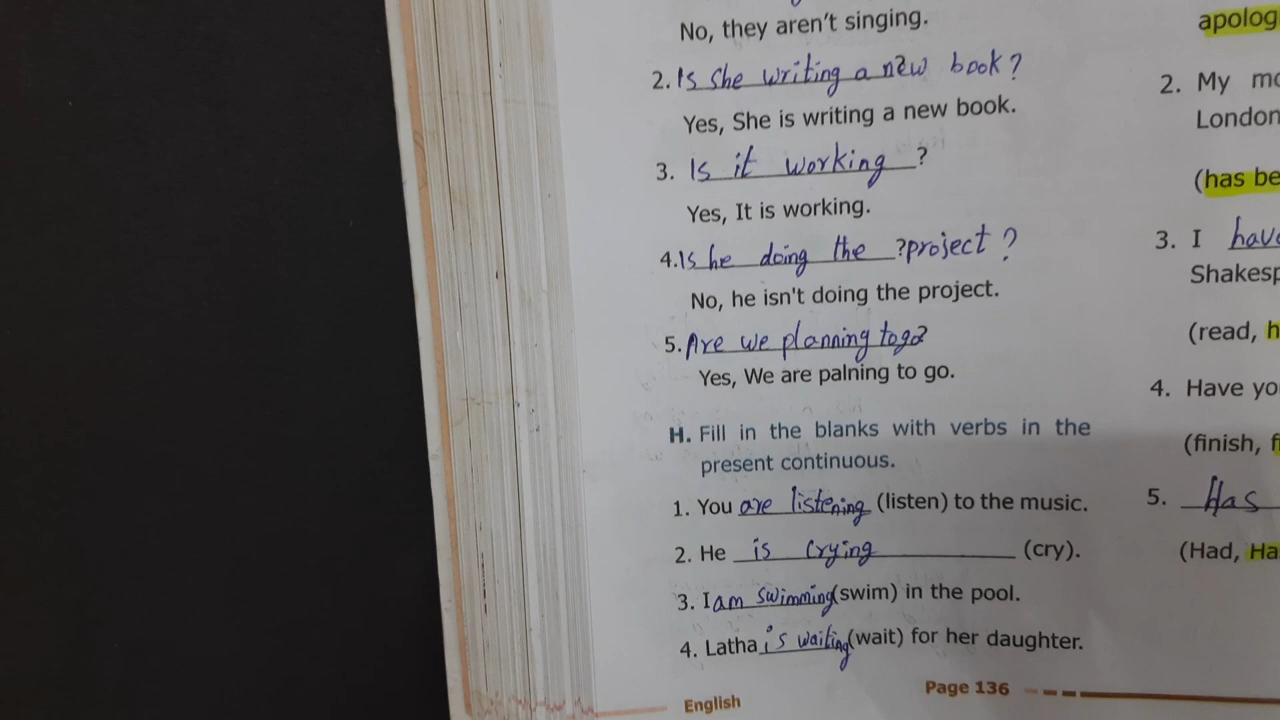 No, they aren't singing.
2. Is she writing a new book?
Yes, She is writing a new book.
3. Is it working ?
Yes, It is working.
4. Is he doing the ?project ?
No, he isn't doing the project.
5. Are we planning to go?
Yes, We are palning to go.
H. Fill in the blanks with verbs in the
present continuous.
1. You are listening (listen) to the music.
2. He is crying (cry).
3. I am swimming (swim) in the pool.
4. Latha is waiting (wait) for her daughter.
English Page 136
apolog
2. My mo
London
(has be
3. I have
Shakesp
(read, h
4. Have yo
(finish, f
5. Has
(Had, Ha